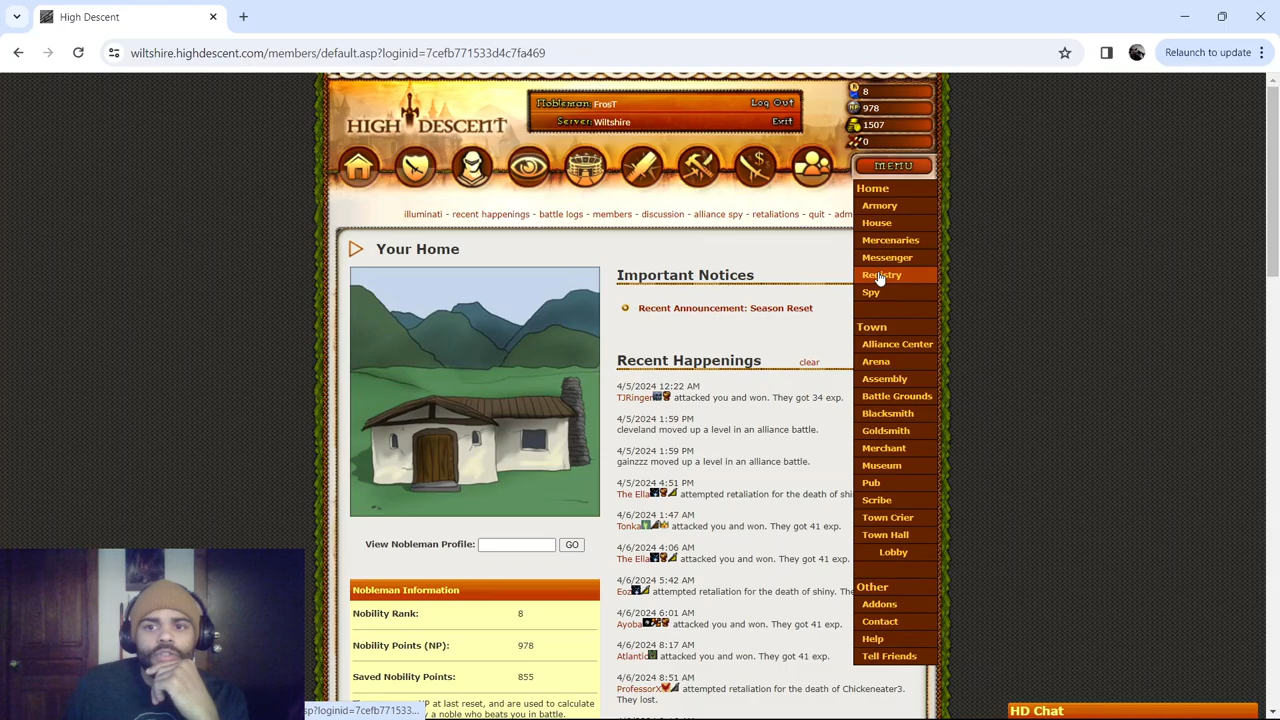 High Descent
wiltshire.highdescent.com/members/default.asp?loginid=7cefb771533d4c7fa469
Relaunch to update
HIGH DESCENT
Nobleman: FrosT
Log Out
Server: Wiltshire
Exit
8
978
1507
0
MENU
illuminati - recent happenings - battle logs - members - discussion - alliance spy - retaliations - quit - adm
Your Home
Important Notices
Recent Announcement: Season Reset
Recent Happenings
clear
4/5/2024 12:22 AM
TJRinger attacked you and won. They got 34 exp.
4/5/2024 1:59 PM
cleveland moved up a level in an alliance battle.
4/5/2024 1:59 PM
gainzzz moved up a level in an alliance battle.
4/5/2024 4:51 PM
The Ella attempted retaliation for the death of shi
4/6/2024 1:47 AM
Tonka attacked you and won. They got 41 exp.
4/6/2024 4:06 AM
The Ella attacked you and won. They got 41 exp.
4/6/2024 5:42 AM
Eoz attempted retaliation for the death of shiny. The
4/6/2024 6:01 AM
Ayoba attacked you and won. They got 41 exp.
4/6/2024 8:17 AM
Atlantic attacked you and won. They got 41 exp.
4/6/2024 8:51 AM
ProfessorX attempted retaliation for the death of Chickeneater3.
They lost.
View Nobleman Profile:
GO
Nobleman Information
Nobility Rank: 8
Nobility Points (NP): 978
Saved Nobility Points: 855
P at last reset, and are used to calculate
y a noble who beats you in battle.
Home
Armory
House
Mercenaries
Messenger
Registry
Spy
Town
Alliance Center
Arena
Assembly
Battle Grounds
Blacksmith
Goldsmith
Merchant
Museum
Pub
Scribe
Town Crier
Town Hall
Lobby
Other
Addons
Contact
Help
Tell Friends
sp?loginid=7cefb771533...
HD Chat